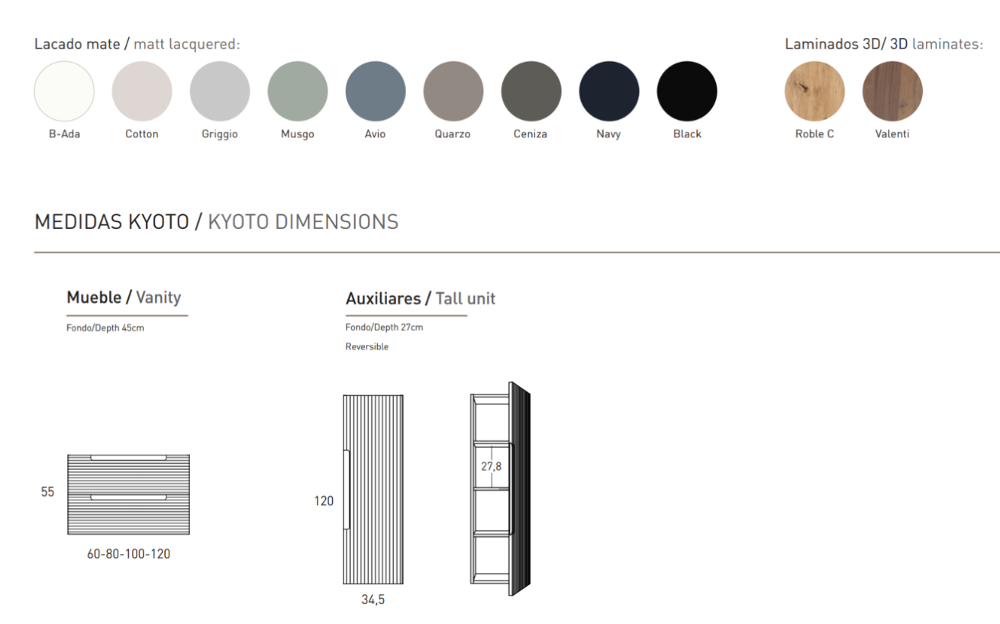 Lacado mate / matt lacquered:
Laminados 3D/ 3D laminates:
B-Ada
Cotton
Griggio
Musgo
Avio
Quarzo
Ceniza
Navy
Black
Roble C
Valenti
MEDIDAS KYOTO / KYOTO DIMENSIONS
Mueble / Vanity
Fondo/Depth 45cm
55
60-80-100-120
Auxiliares / Tall unit
Fondo/Depth 27cm
Reversible
120
34,5
27,8